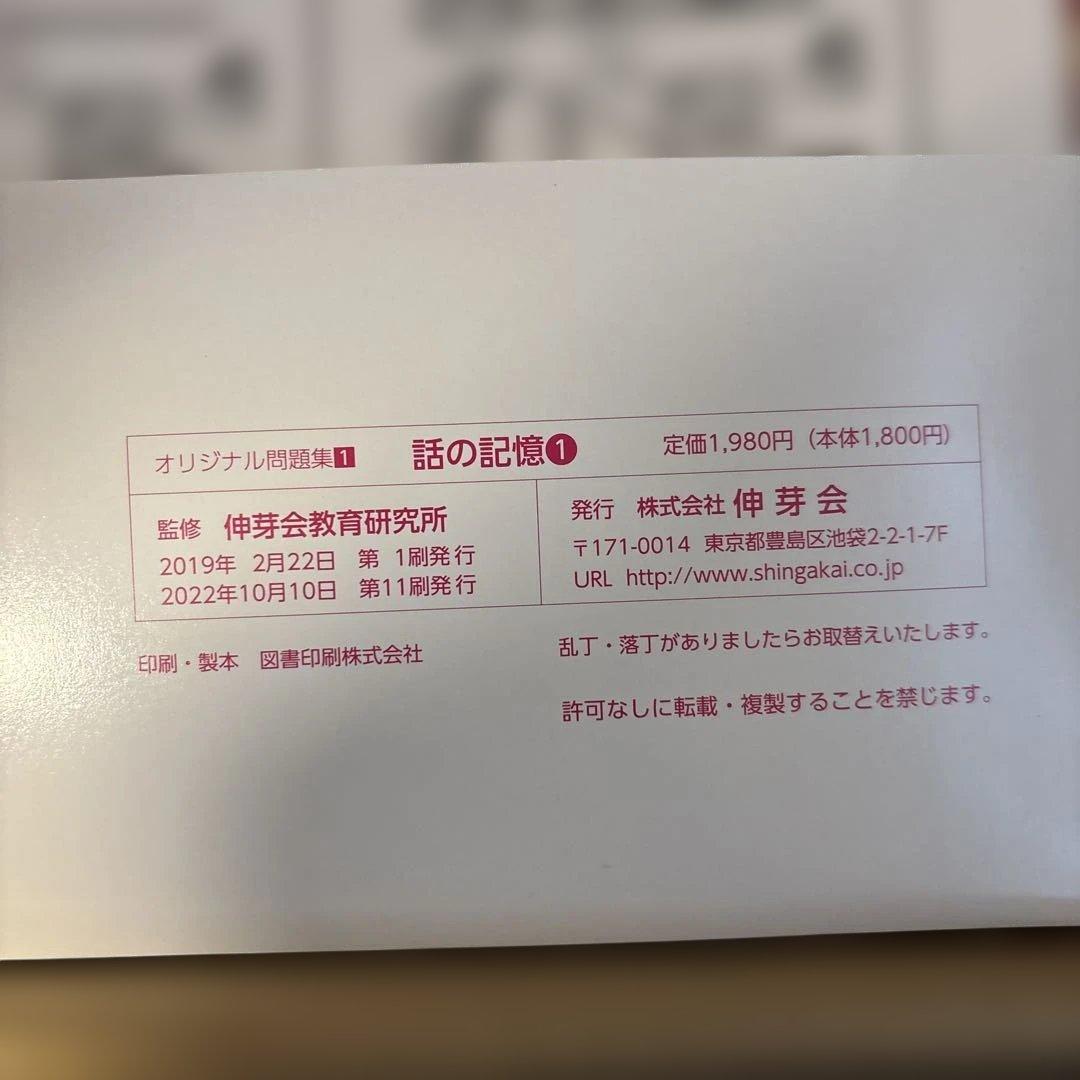 オリジナル問題集1 話の記憶1 定価1,980円（本体1,800円）
監修 伸芽会教育研究所
2019年 2月22日 第 1刷発行
2022年10月10日 第11刷発行
発行 株式会社 伸芽会
〒171-0014 東京都豊島区池袋2-2-1-7F
URL http://www.shingakai.co.jp
印刷・製本 図書印刷株式会社
乱丁・落丁がありましたらお取替えいたします。
許可なしに転載・複製することを禁じます。